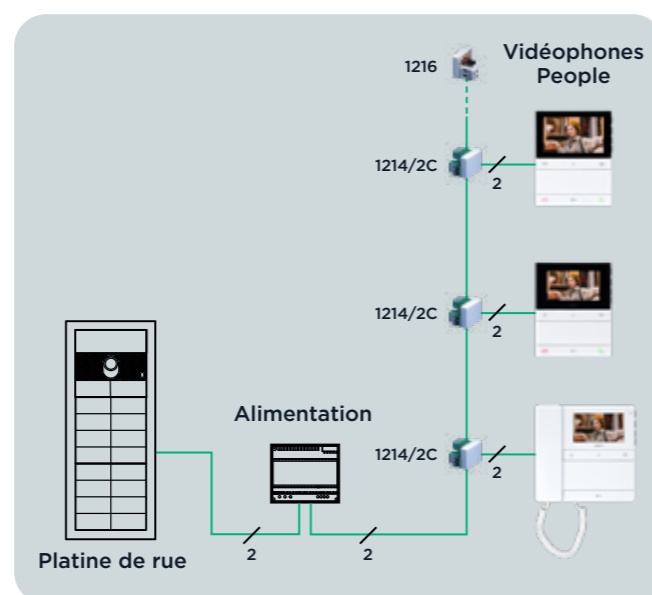 1216
Vidéophones
People
1214/2C
2
1214/2C
2
Alimentation
1214/2C
2
Platine de rue
2
2